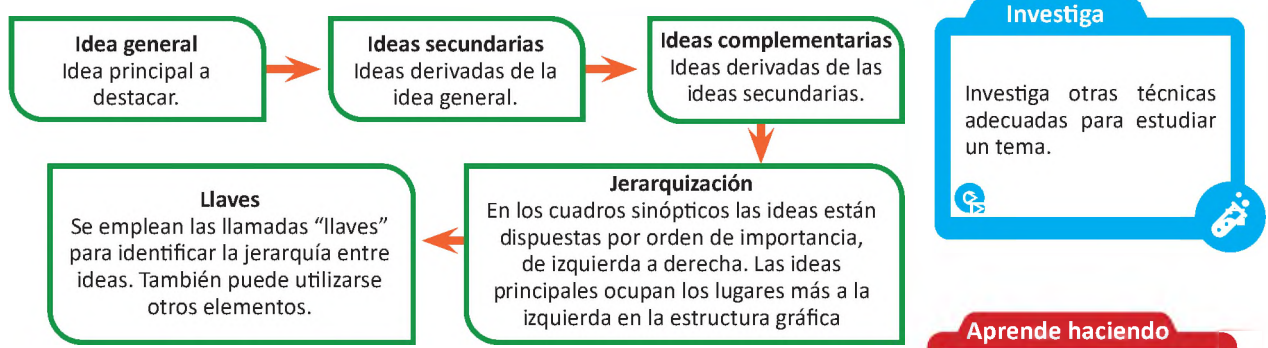 Idea general
Idea principal a
destacar.
Ideas secundarias
Ideas derivadas de la
idea general.
Ideas complementarias
Ideas derivadas de las
ideas secundarias.
Jerarquización
En los cuadros sinópticos las ideas están
dispuestas por orden de importancia,
de izquierda a derecha. Las ideas
principales ocupan los lugares más a la
izquierda en la estructura gráfica
Llaves
Se emplean las llamadas “llaves”
para identificar la jerarquía entre
ideas. También puede utilizarse
otros elementos.
Investiga
Investiga otras técnicas
adecuadas para estudiar
un tema.
Aprende haciendo